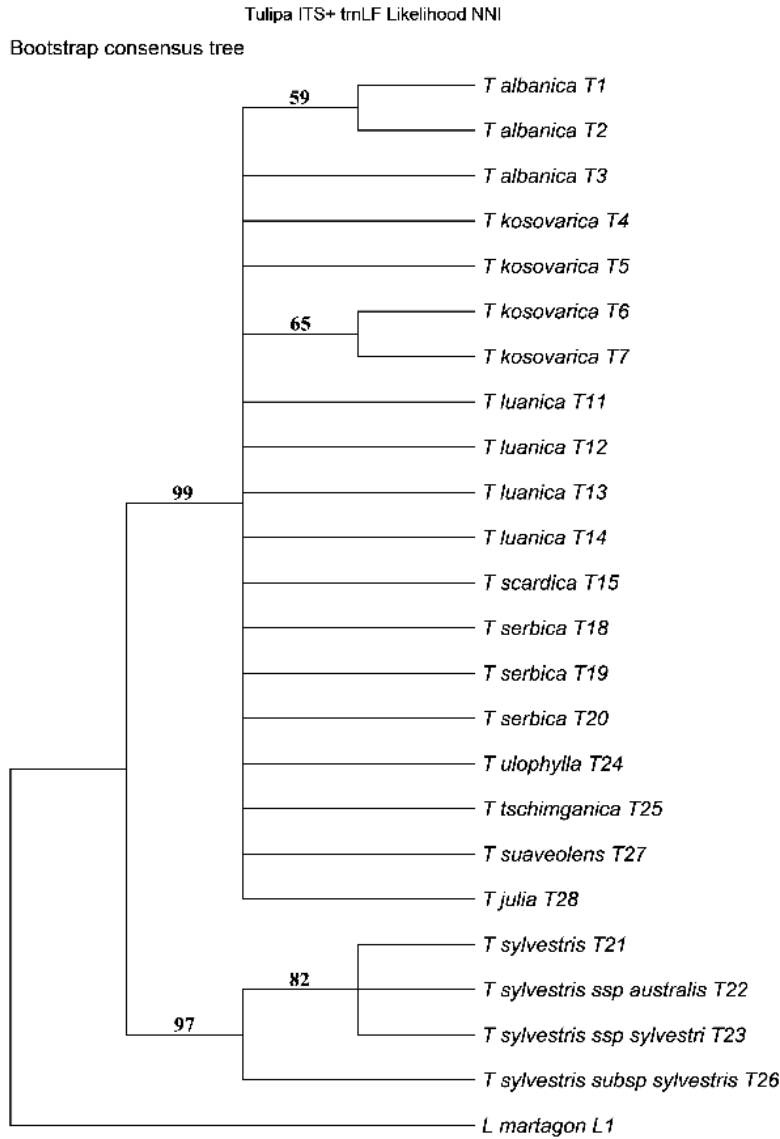 Tulipa ITS+ trnLF Likelihood NNI
Bootstrap consensus tree
59
T albanica T1
T albanica T2
T albanica T3
T kosovarica T4
T kosovarica T5
65
T kosovarica T6
T kosovarica T7
T luanica T11
T luanica T12
99
T luanica T13
T luanica T14
T scardica T15
T serbica T18
T serbica T19
T serbica T20
T ulophylla T24
T tschimganica T25
T suaveolens T27
T julia T28
T sylvestris T21
82
T sylvestris ssp australis T22
97
T sylvestris ssp sylvestri T23
T sylvestris subsp sylvestris T26
L martagon L1